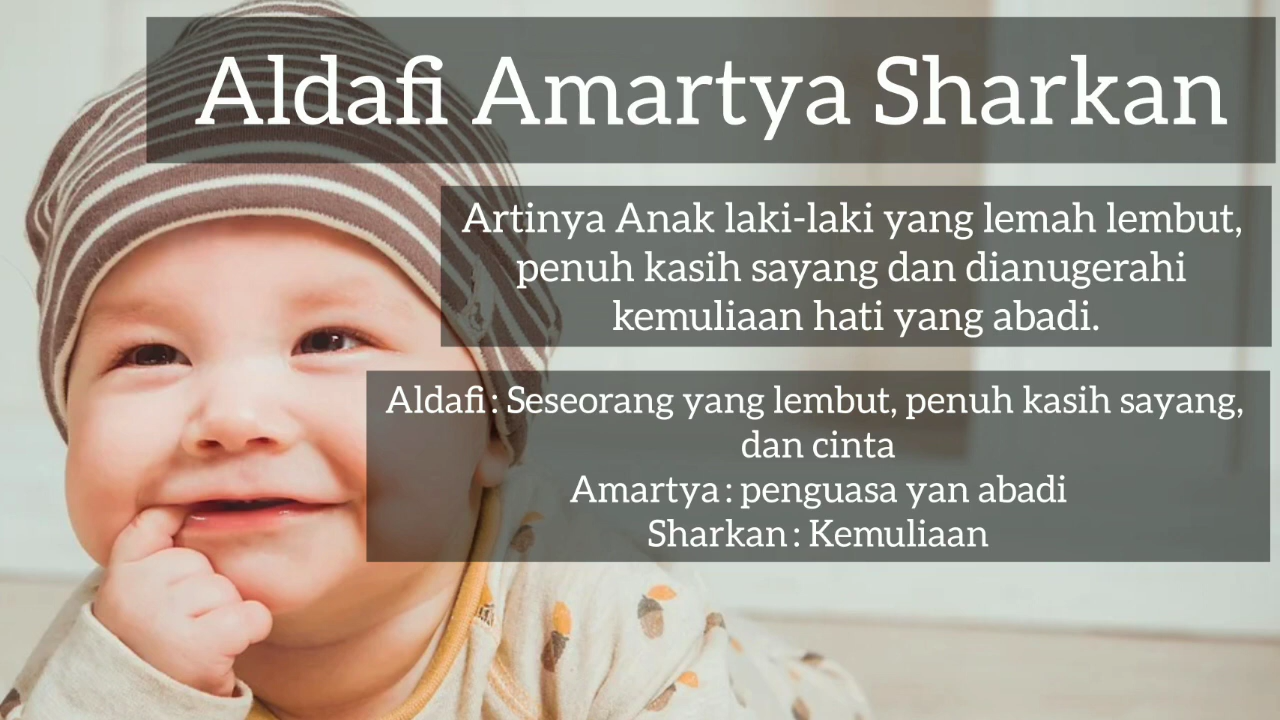 Aldafi Amartya Sharkan
Artinya Anak laki-laki yang lemah lembut,
penuh kasih sayang dan dianugerahi
kemuliaan hati yang abadi.
Aldafi : Seseorang yang lembut, penuh kasih sayang,
dan cinta
Amartya : penguasa yan abadi
Sharkan : Kemuliaan